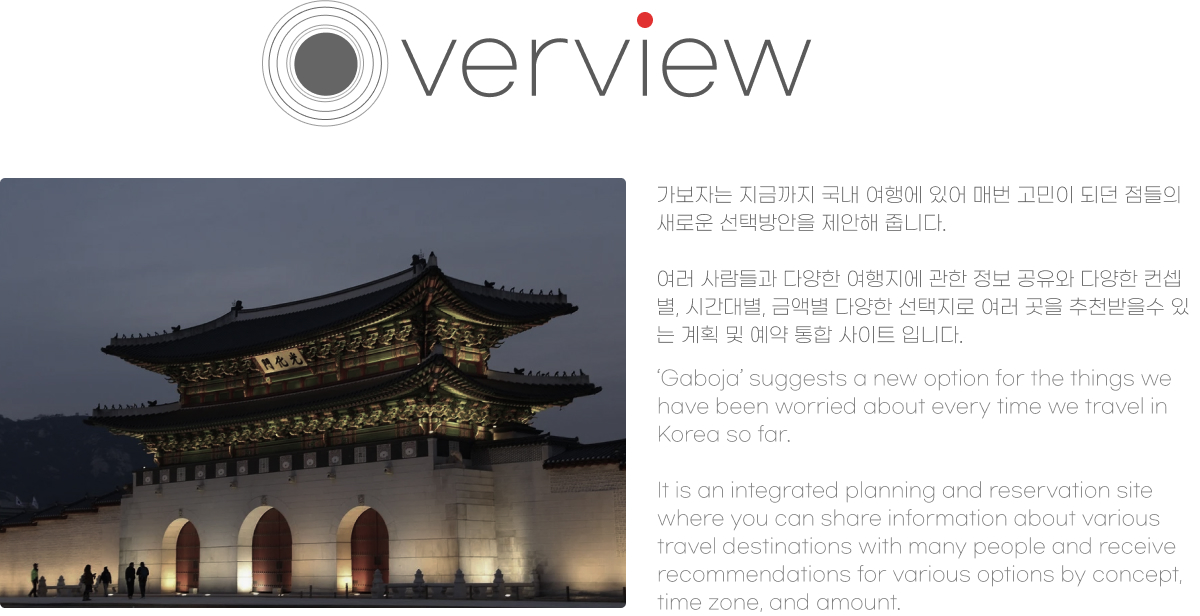 Overview
가보자는 지금까지 국내 여행에 있어 매번 고민이 되던 점들의
새로운 선택방안을 제안해 줍니다.
여러 사람들과 다양한 여행지에 관한 정보 공유와 다양한 컨셉
별, 시간대별, 금액별 다양한 선택지로 여러 곳을 추천받을수 있
는 계획 및 예약 통합 사이트 입니다.
門化光
‘Gaboja’ suggests a new option for the things we
have been worried about every time we travel in
Korea so far.
It is an integrated planning and reservation site
where you can share information about various
travel destinations with many people and receive
recommendations for various options by concept,
time zone, and amount.